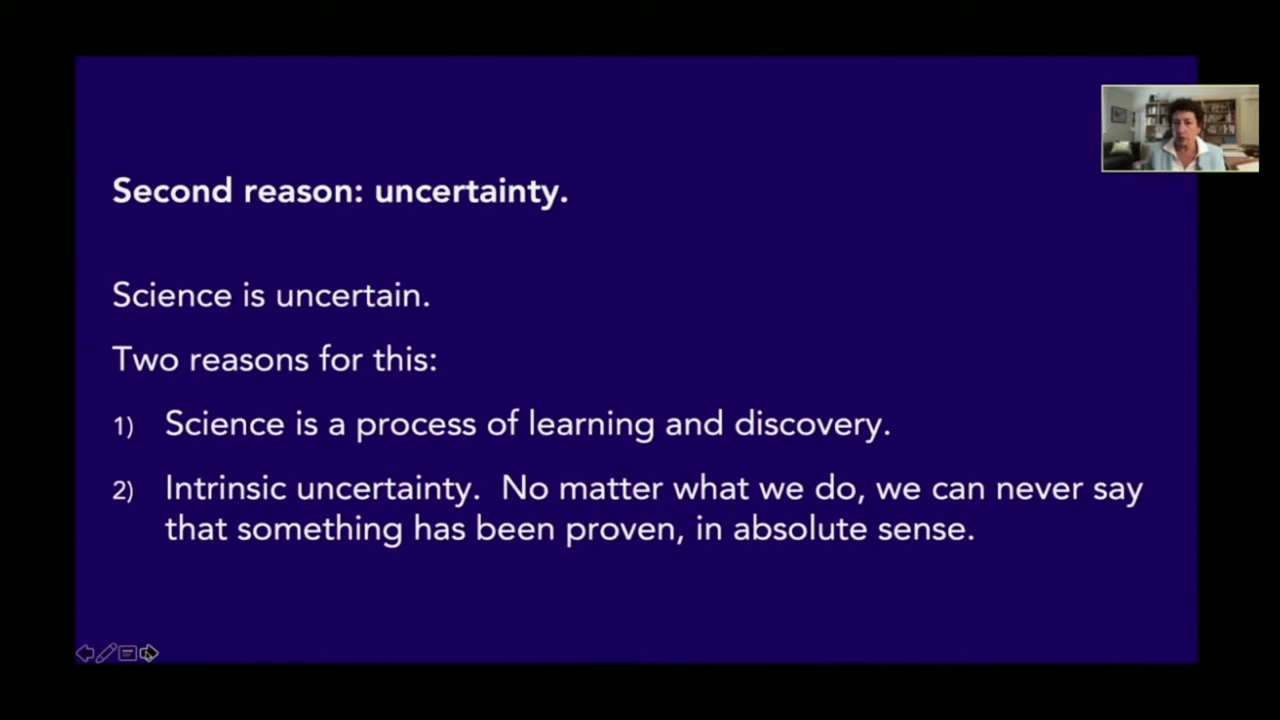 Second reason: uncertainty.
Science is uncertain.
Two reasons for this:
1) Science is a process of learning and discovery.
2) Intrinsic uncertainty. No matter what we do, we can never say
that something has been proven, in absolute sense.